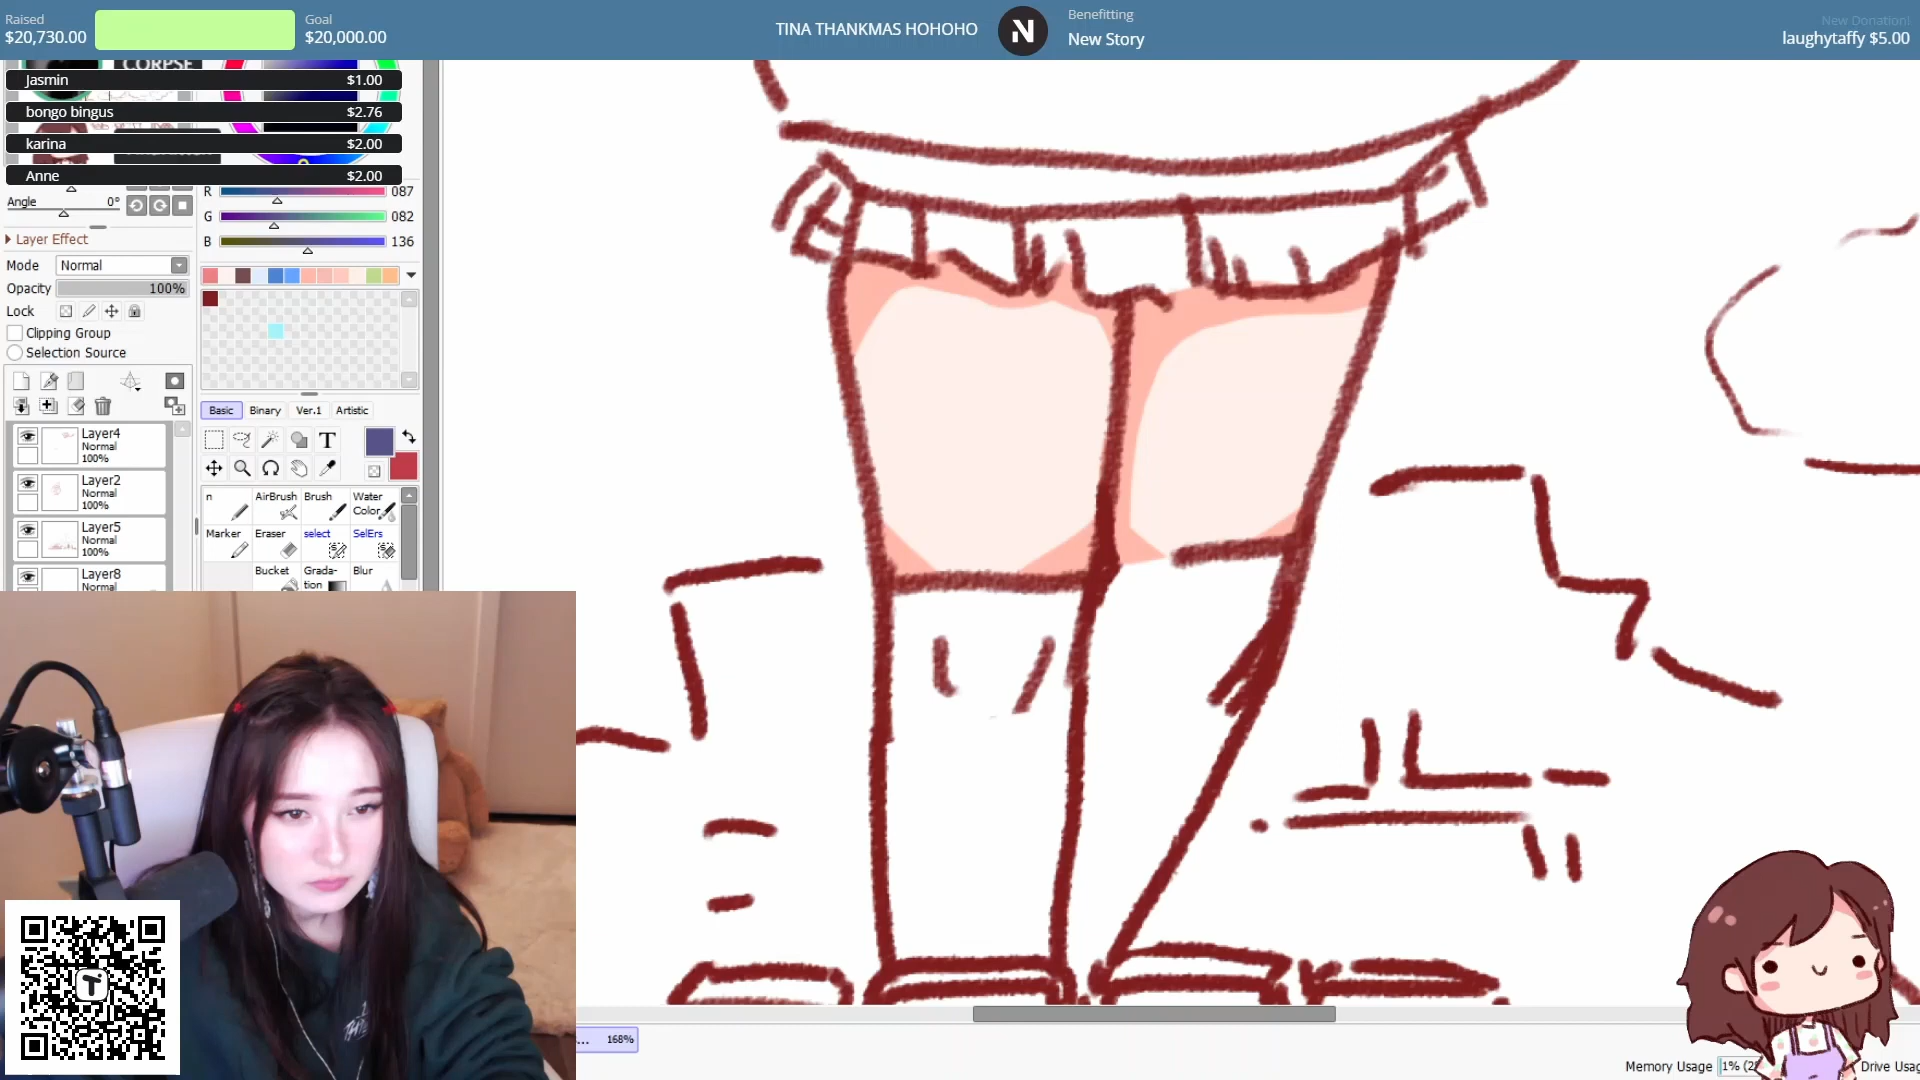 Raised
$20,730.00
Goal
$20,000.00
TINA THANKMAS HOHOHO
N
Benefitting
New Story
New Donation!
laughytaffy $5.00
CORPSE
Jasmin $1.00
bongo bingus $2.76
karina $2.00
Anne $2.00
Angle 0°
R 087
G 082
B 136
Layer Effect
Mode Normal
Opacity 100%
Lock
Clipping Group
Selection Source
Basic Binary Ver.1 Artistic
T
Layer4
Normal
100%
Layer2
Normal
100%
Layer5
Normal
100%
Layer8
Normal
n AirBrush Brush Water Color
Marker Eraser select SelErs
Bucket Grada-tion Blur
T
... 168%
Memory Usage 1% (2
Drive Usag